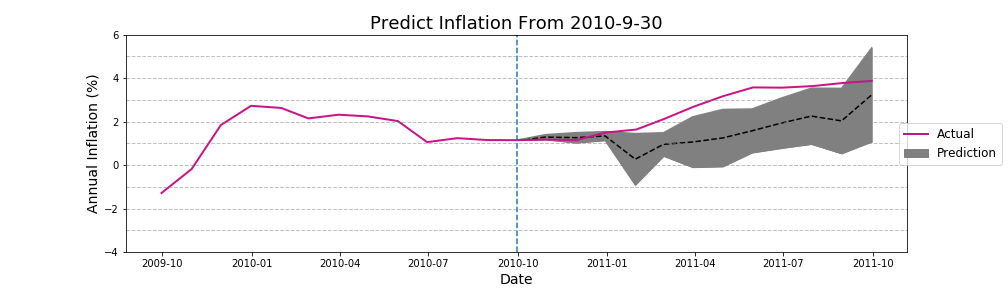 Predict Inflation From 2010-9-30
Annual Inflation (%)
6
4
2
0
−2
−4
2009-10 2010-01 2010-04 2010-07 2010-10 2011-01 2011-04 2011-07 2011-10
Date
Actual
Prediction